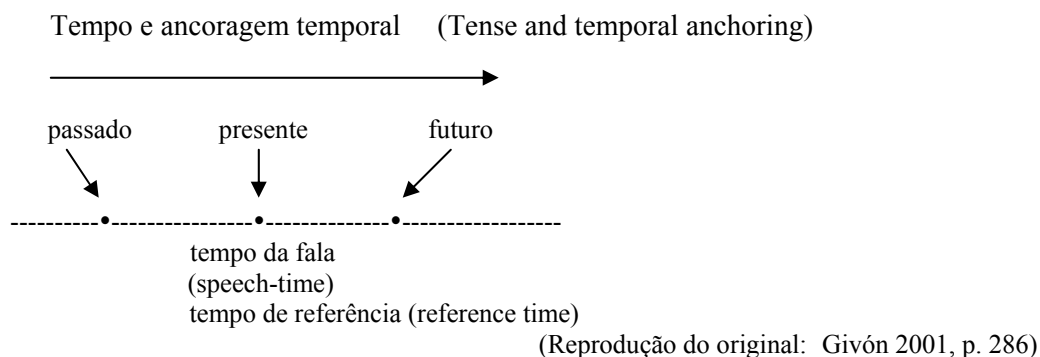 Tempo e ancoragem temporal (Tense and temporal anchoring)
passado presente futuro
tempo da fala
(speech-time)
tempo de referência (reference time)
(Reprodução do original: Givón 2001, p. 286)